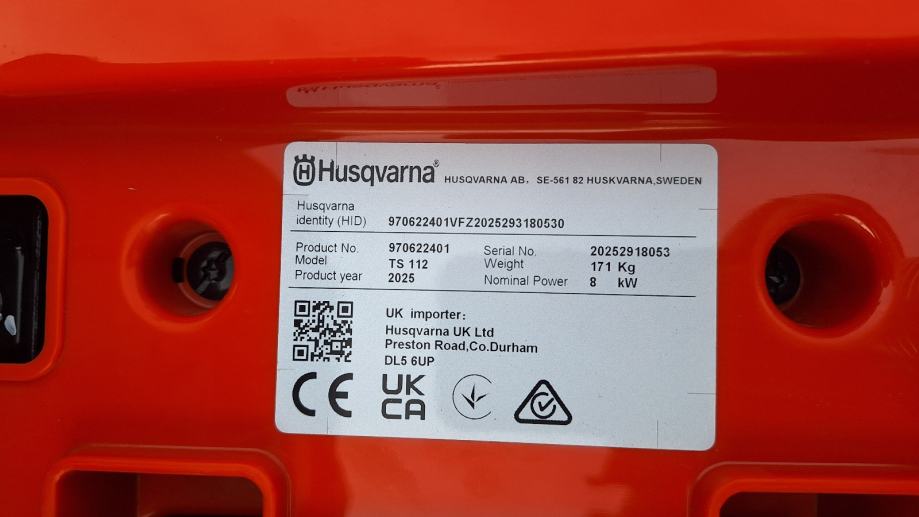 Husqvarna® HUSQVARNA AB, SE-561 82 HUSKVARNA,SWEDEN
Husqvarna
identity (HID) 970622401VFZ2025293180530
Product No. 970622401 Serial No. 20252918053
Model TS 112 Weight 171 Kg
Product year 2025 Nominal Power 8 kW
UK importer:
Husqvarna UK Ltd
Preston Road,Co.Durham
DL5 6UP
CE UK
CA